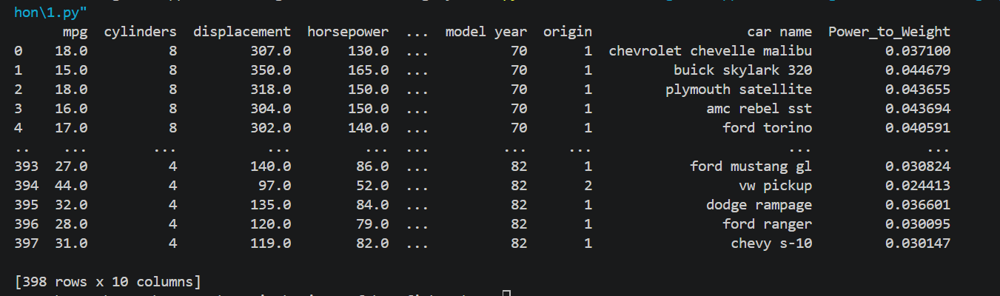 hon\1.py"
mpg cylinders displacement horsepower ... model year origin car name Power_to_Weight
0 18.0 8 307.0 130.0 ... 70 1 chevrolet chevelle malibu 0.037100
1 15.0 8 350.0 165.0 ... 70 1 buick skylark 320 0.044679
2 18.0 8 318.0 150.0 ... 70 1 plymouth satellite 0.043655
3 16.0 8 304.0 150.0 ... 70 1 amc rebel sst 0.043694
4 17.0 8 302.0 140.0 ... 70 1 ford torino 0.040591
.. ... ... ... ... ... ... ... ... ...
393 27.0 4 140.0 86.0 ... 82 1 ford mustang gl 0.030824
394 44.0 4 97.0 52.0 ... 82 2 vw pickup 0.024413
395 32.0 4 135.0 84.0 ... 82 1 dodge rampage 0.036601
396 28.0 4 120.0 79.0 ... 82 1 ford ranger 0.030095
397 31.0 4 119.0 82.0 ... 82 1 chevy s-10 0.030147
[398 rows x 10 columns]